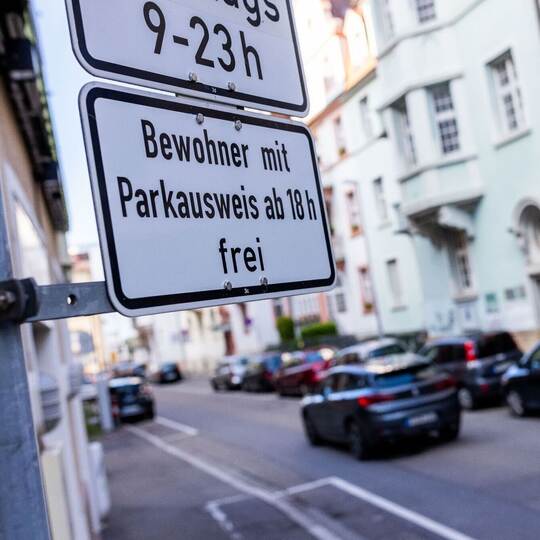 9-23 h
Bewohner mit
Parkausweis ab 18 h
frei